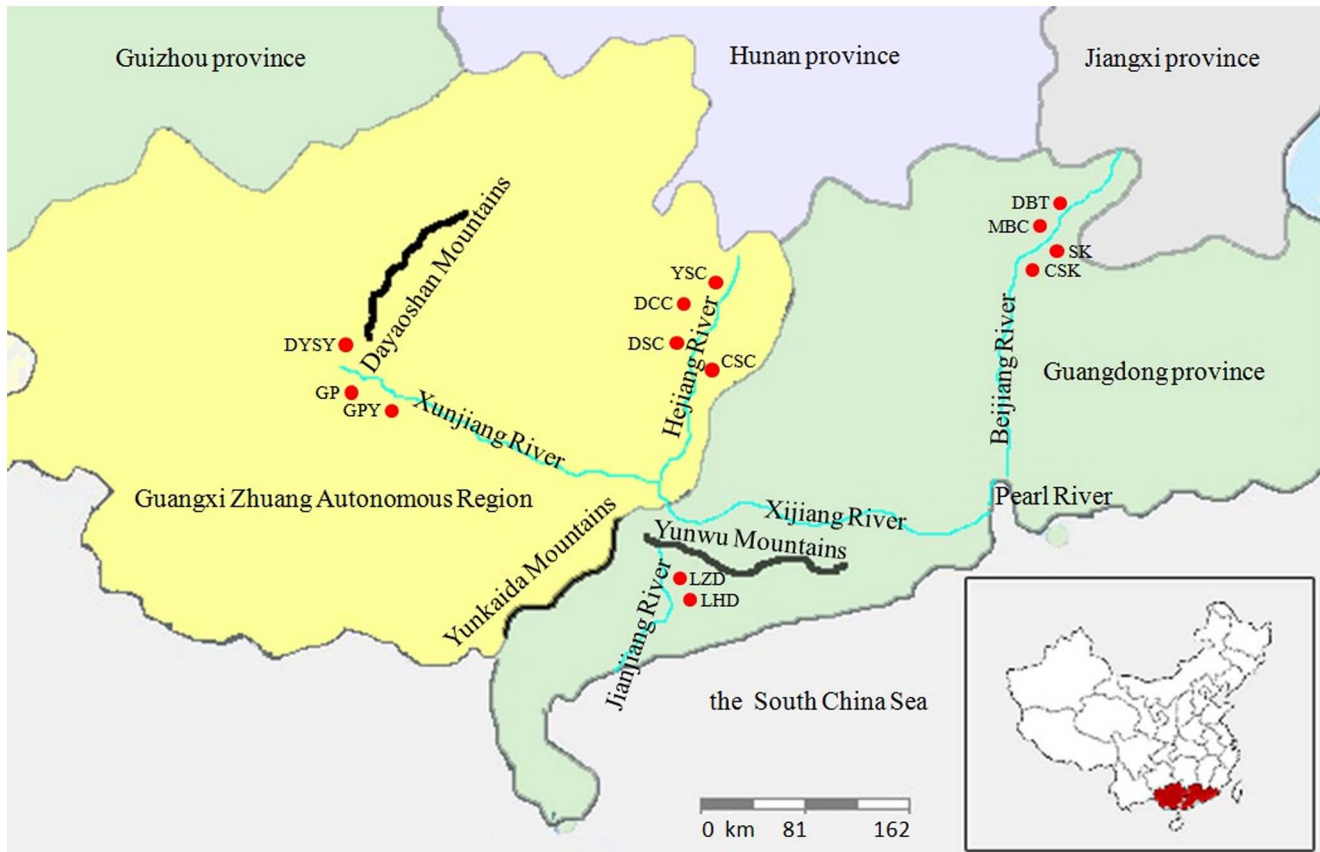 Guizhou province
Hunan province
Jiangxi province
Dayaoshan Mountains
DBT
MBC
SK
CSK
YSC
DCC
DSC
CSC
Hejiang River
Beijiang River
Guangdong province
DYSY
GP
GPY
Xunjiang River
Guangxi Zhuang Autonomous Region
Pearl River
Xijiang River
Yunwu Mountains
Yunkaida Mountains
LZD
LHD
Jianjiang River
the South China Sea
0 km 81 162